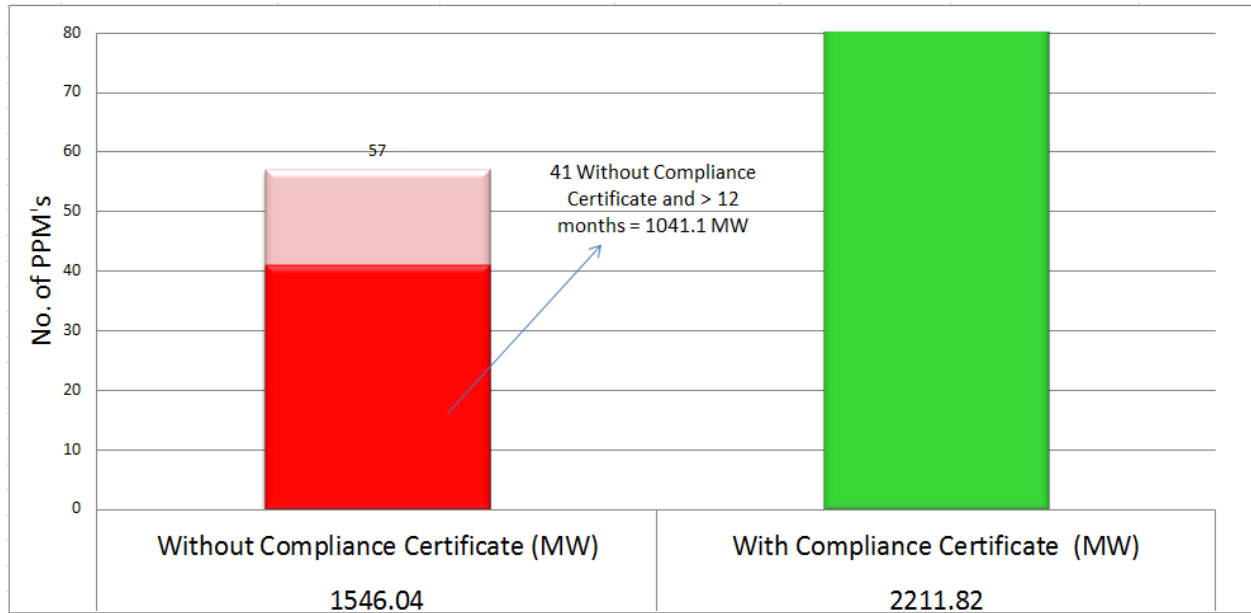 No. of PPM's
80
70
60
50
40
30
20
10
0
57
41 Without Compliance
Certificate and > 12
months = 1041.1 MW
Without Compliance Certificate (MW)
1546.04
With Compliance Certificate (MW)
2211.82